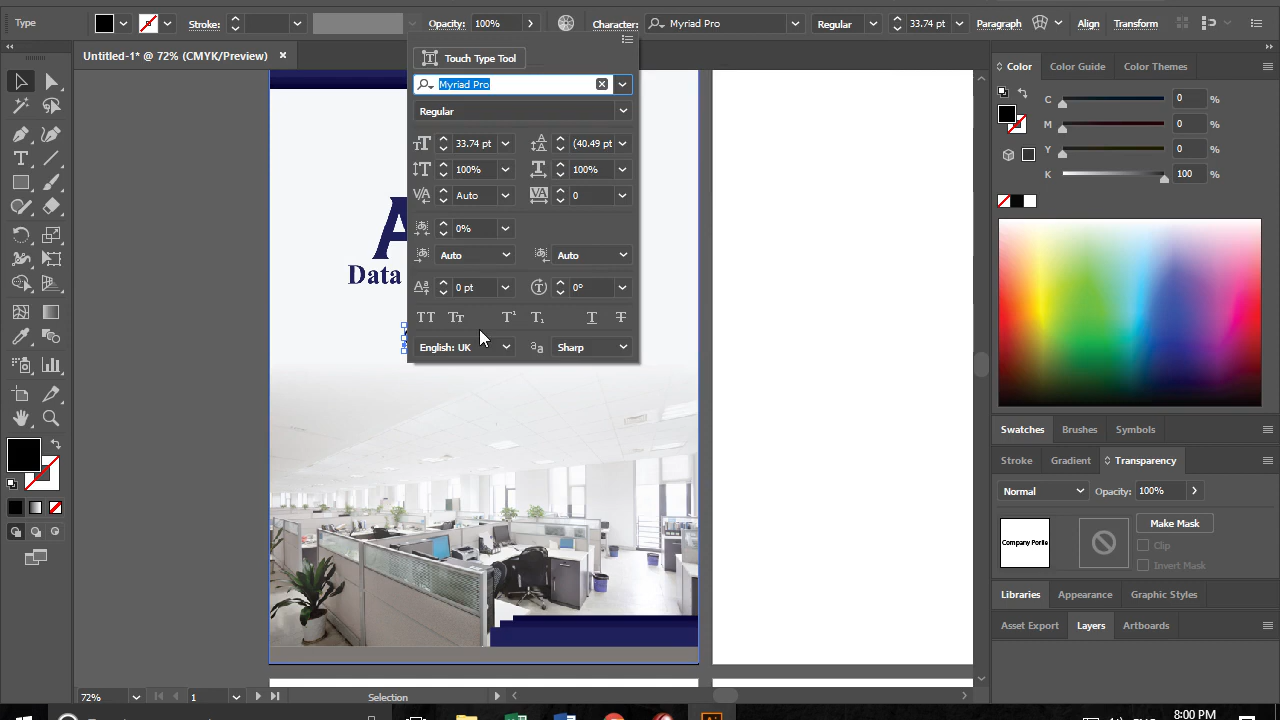 Type
Stroke:
Opacity: 100%
Character: Myriad Pro
Regular
33.74 pt
Paragraph
Align
Transform
Untitled-1* @ 72% (CMYK/Preview)
Touch Type Tool
Myriad Pro
Regular
33.74 pt
(40.49 pt
100%
100%
Auto
0
0%
Auto
Auto
0 pt
0°
English: UK
Sharp
A
Data
Color
Color Guide
Color Themes
C 0 %
M 0 %
Y 0 %
K 100 %
Swatches
Brushes
Symbols
Stroke
Gradient
Transparency
Normal
Opacity: 100%
Company Porile
Make Mask
Clip
Invert Mask
Libraries
Appearance
Graphic Styles
Asset Export
Layers
Artboards
72%
1
Selection
8:00 PM